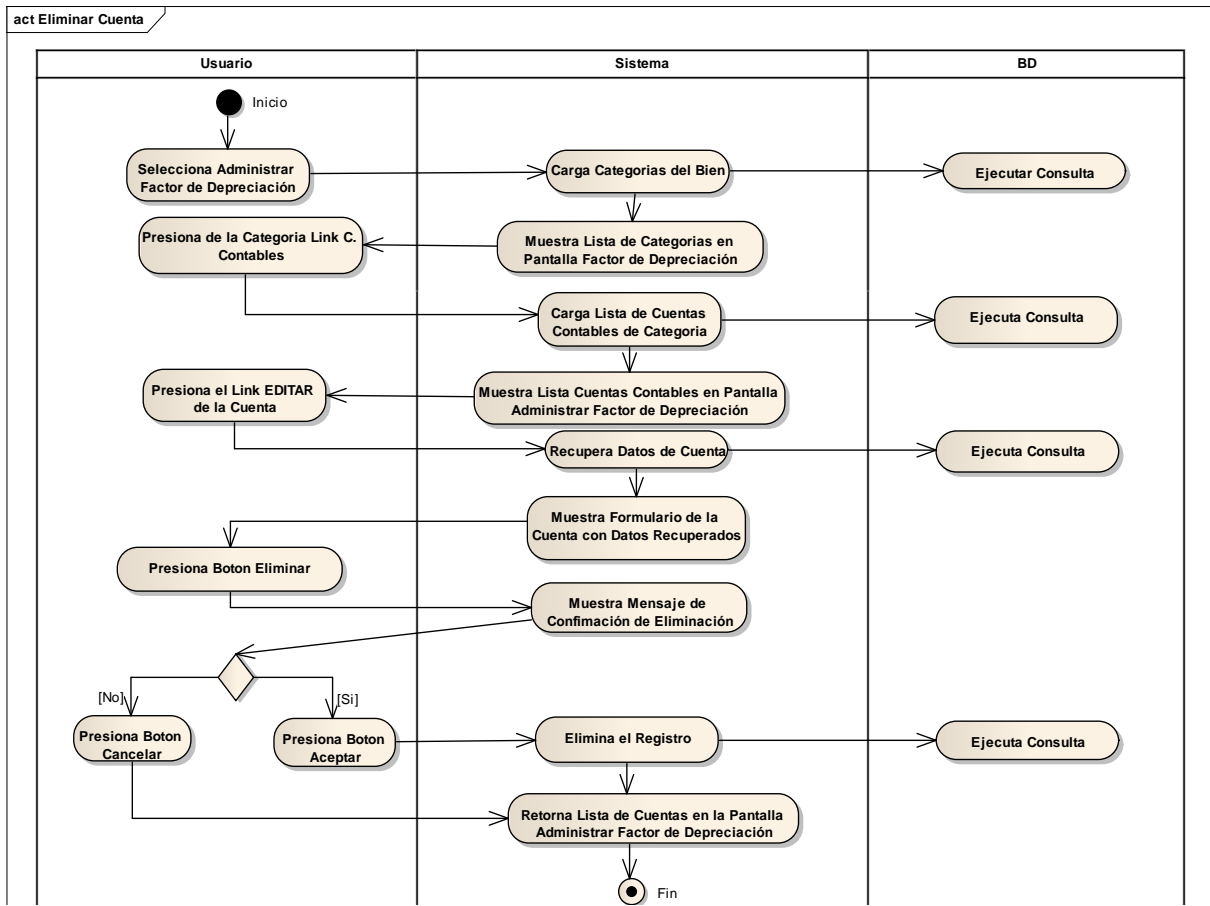 act Eliminar Cuenta
Usuario
Sistema
BD
Inicio
Selecciona Administrar
Factor de Depreciación
Carga Categorias del Bien
Ejecutar Consulta
Presiona de la Categoria Link C.
Contables
Muestra Lista de Categorias en
Pantalla Factor de Depreciación
Carga Lista de Cuentas
Contables de Categoria
Ejecuta Consulta
Presiona el Link EDITAR
de la Cuenta
Muestra Lista Cuentas Contables en Pantalla
Administrar Factor de Depreciación
Recupera Datos de Cuenta
Ejecuta Consulta
Muestra Formulario de la
Cuenta con Datos Recuperados
Presiona Boton Eliminar
Muestra Mensaje de
Confimación de Eliminación
[No]
[Si]
Presiona Boton
Cancelar
Presiona Boton
Aceptar
Elimina el Registro
Ejecuta Consulta
Retorna Lista de Cuentas en la Pantalla
Administrar Factor de Depreciación
Fin